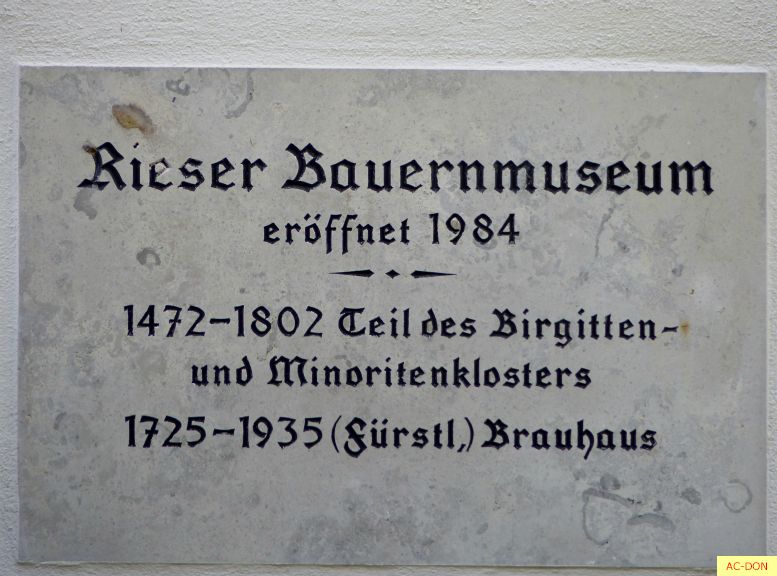 Rieser Bauernmuseum
eröffnet 1984
1472-1802 Teil des Birgitten-
und Minoritenklosters
1725-1935 (Fürstl.) Brauhaus
AC-DON